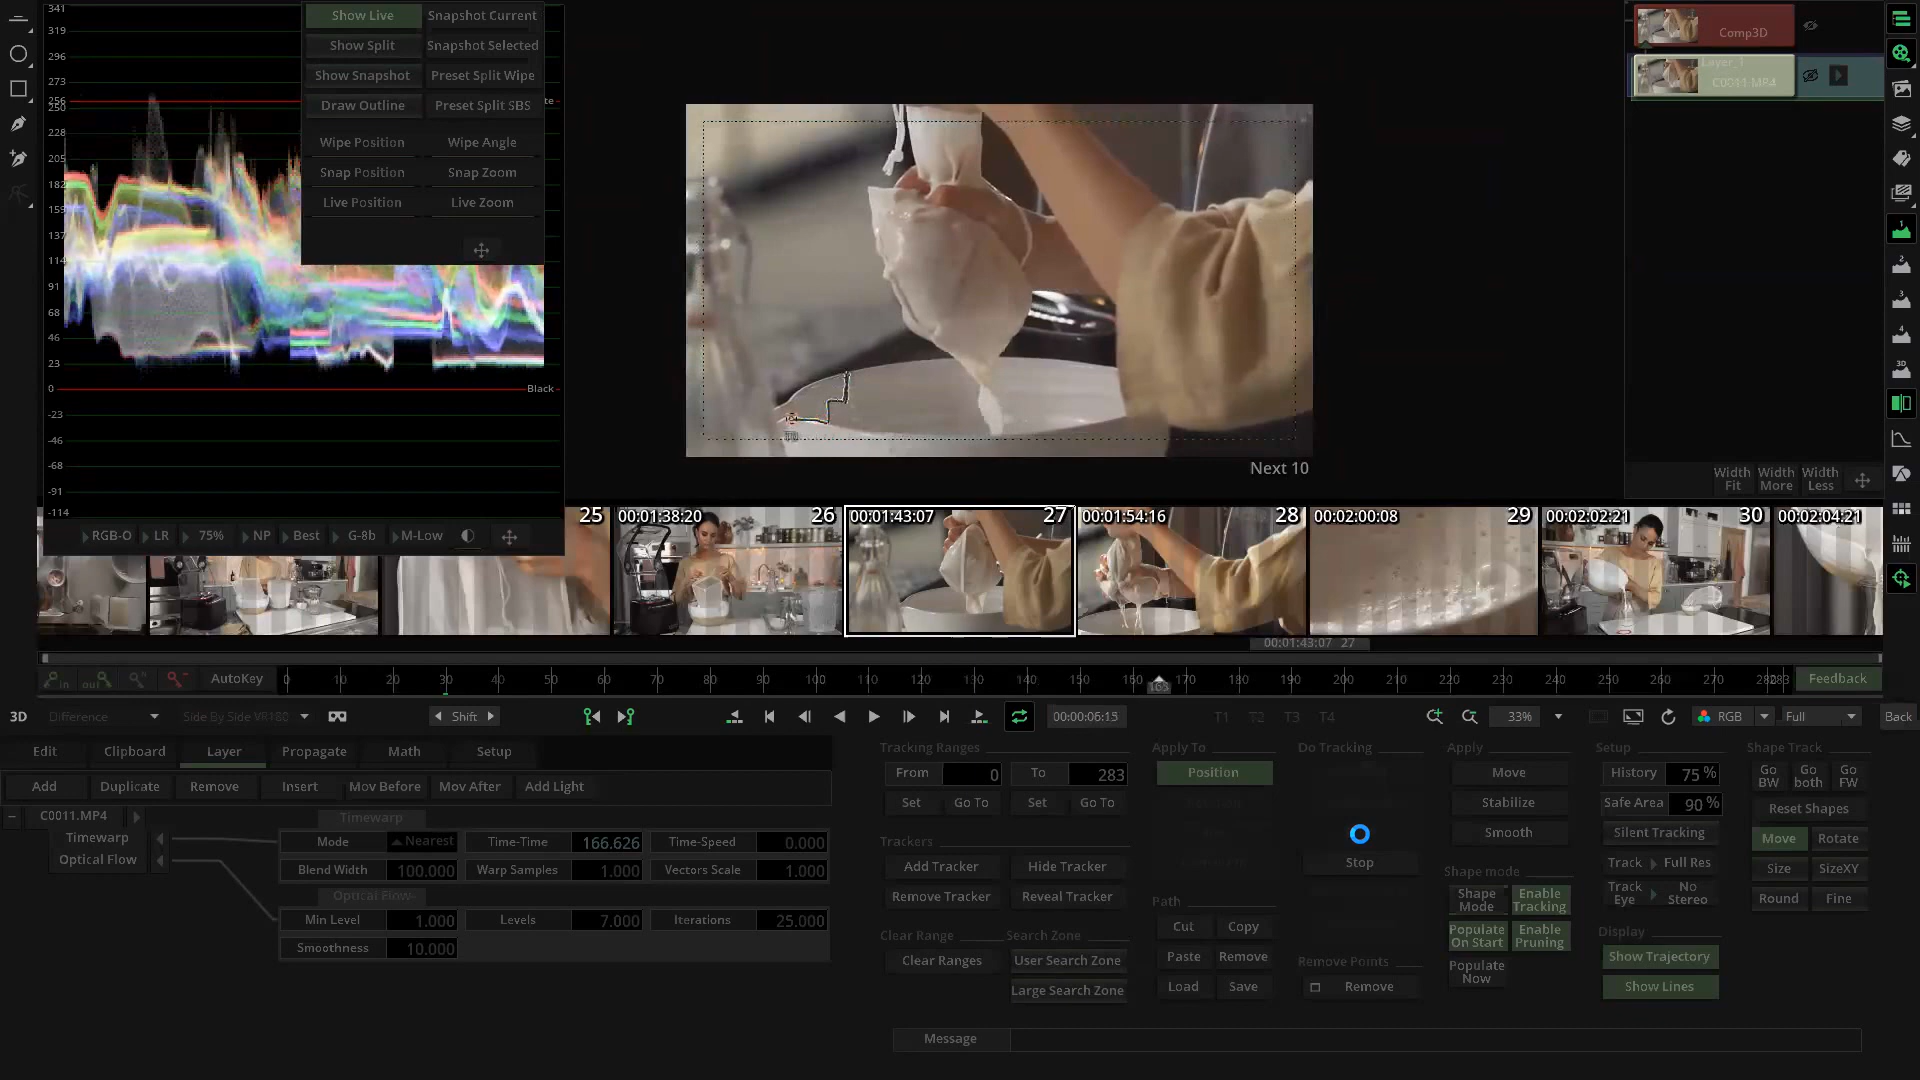 341
319
296
273
256
250
228
205
182
159
137
114
91
68
46
23
0
-23
-46
-68
-91
-114
Black
Show Live Snapshot Current
Show Split Snapshot Selected
Show Snapshot Preset Split Wipe
Draw Outline Preset Split SBS
Wipe Position Wipe Angle
Snap Position Snap Zoom
Live Position Live Zoom
RGB-O LR 75% NP Best G-8b M-Low
Next 10
Comp3D
Layer_1
C0011.MP4
Width Fit Width More Width Less
1
2
3
4
3D
25 00:01:38:20 26 00:01:43:07 27 00:01:54:16 28 00:02:00:08 29 00:02:02:21 30 00:02:04:21
00:01:43:07 27
in out AutoKey 0 10 20 30 40 50 60 70 80 90 100 110 120 130 140 150 165 170 180 190 200 210 220 230 240 250 260 270 283 Feedback
3D Difference Side By Side VR180 Shift 00:00:06:15 T1 T2 T3 T4 33% RGB Full Back
Edit Clipboard Layer Propagate Math Setup
Add Duplicate Remove Insert Mov Before Mov After Add Light
C0011.MP4
Timewarp
Optical Flow
Timewarp
Mode Nearest Time-Time 166.626 Time-Speed 0.000
Blend Width 100.000 Warp Samples 1.000 Vectors Scale 1.000
Optical Flow
Min Level 1.000 Levels 7.000 Iterations 25.000
Smoothness 10.000
Tracking Ranges
From 0 To 283
Set Go To Set Go To
Trackers
Add Tracker Hide Tracker
Remove Tracker Reveal Tracker
Clear Range Search Zone
Clear Ranges User Search Zone
Large Search Zone
Apply To
Position
Path
Cut Copy
Paste Remove
Load Save
Do Tracking
Stop
Remove Points
Remove
Apply
Move
Stabilize
Smooth
Shape mode
Shape Mode Enable Tracking
Populate On Start Enable Pruning
Populate Now
Setup
History 75 %
Safe Area 90 %
Silent Tracking
Track Full Res
Track Eye No Stereo
Display
Show Trajectory
Show Lines
Shape Track
Go BW Go both Go FW
Reset Shapes
Move Rotate
Size SizeXY
Round Fine
Message